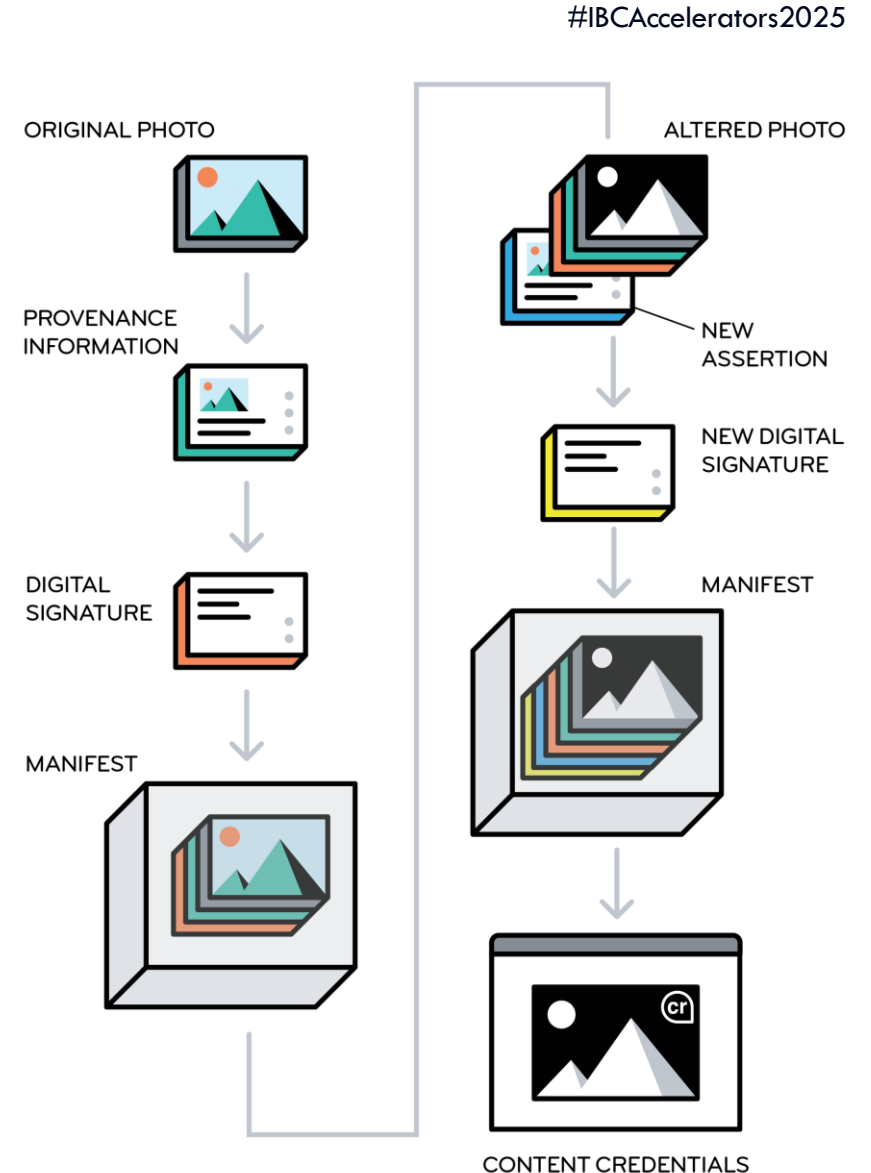 #IBCAccelerators2025
ORIGINAL PHOTO
PROVENANCE
INFORMATION
DIGITAL
SIGNATURE
MANIFEST
ALTERED PHOTO
NEW
ASSERTION
NEW DIGITAL
SIGNATURE
MANIFEST
cr
CONTENT CREDENTIALS